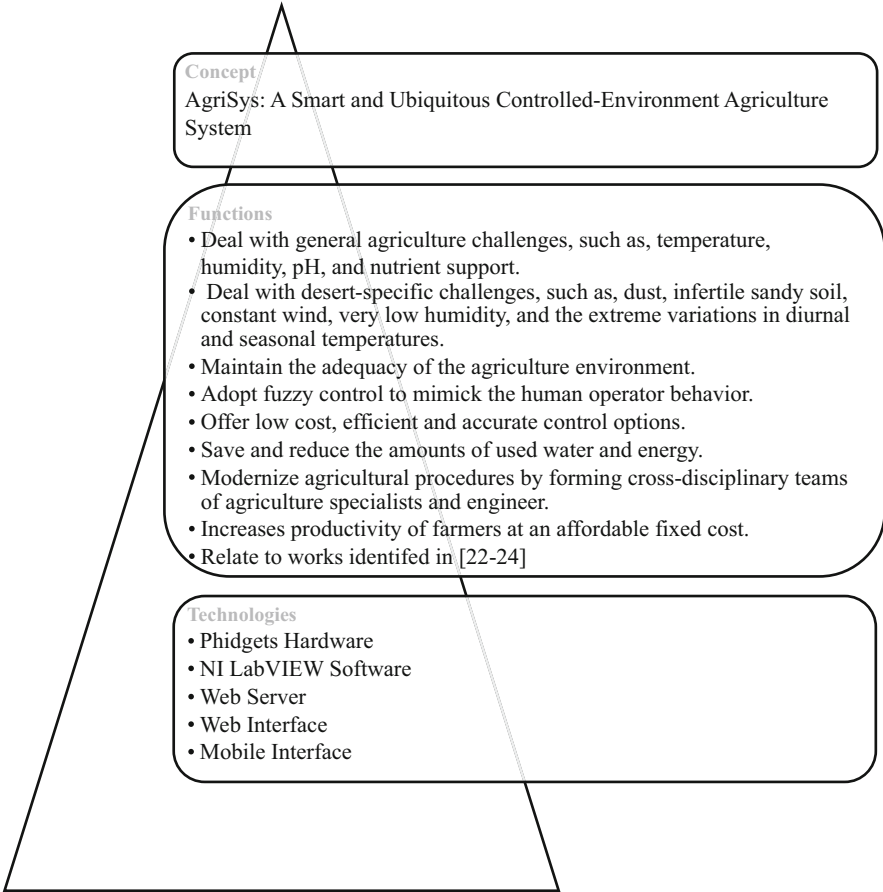 Concept
AgriSys: A Smart and Ubiquitous Controlled-Environment Agriculture
System
Functions
• Deal with general agriculture challenges, such as, temperature,
humidity, pH, and nutrient support.
• Deal with desert-specific challenges, such as, dust, infertile sandy soil,
constant wind, very low humidity, and the extreme variations in diurnal
and seasonal temperatures.
• Maintain the adequacy of the agriculture environment.
• Adopt fuzzy control to mimick the human operator behavior.
• Offer low cost, efficient and accurate control options.
• Save and reduce the amounts of used water and energy.
• Modernize agricultural procedures by forming cross-disciplinary teams
of agriculture specialists and engineer.
• Increases productivity of farmers at an affordable fixed cost.
• Relate to works identifed in [22-24]
Technologies
• Phidgets Hardware
• NI LabVIEW Software
• Web Server
• Web Interface
• Mobile Interface